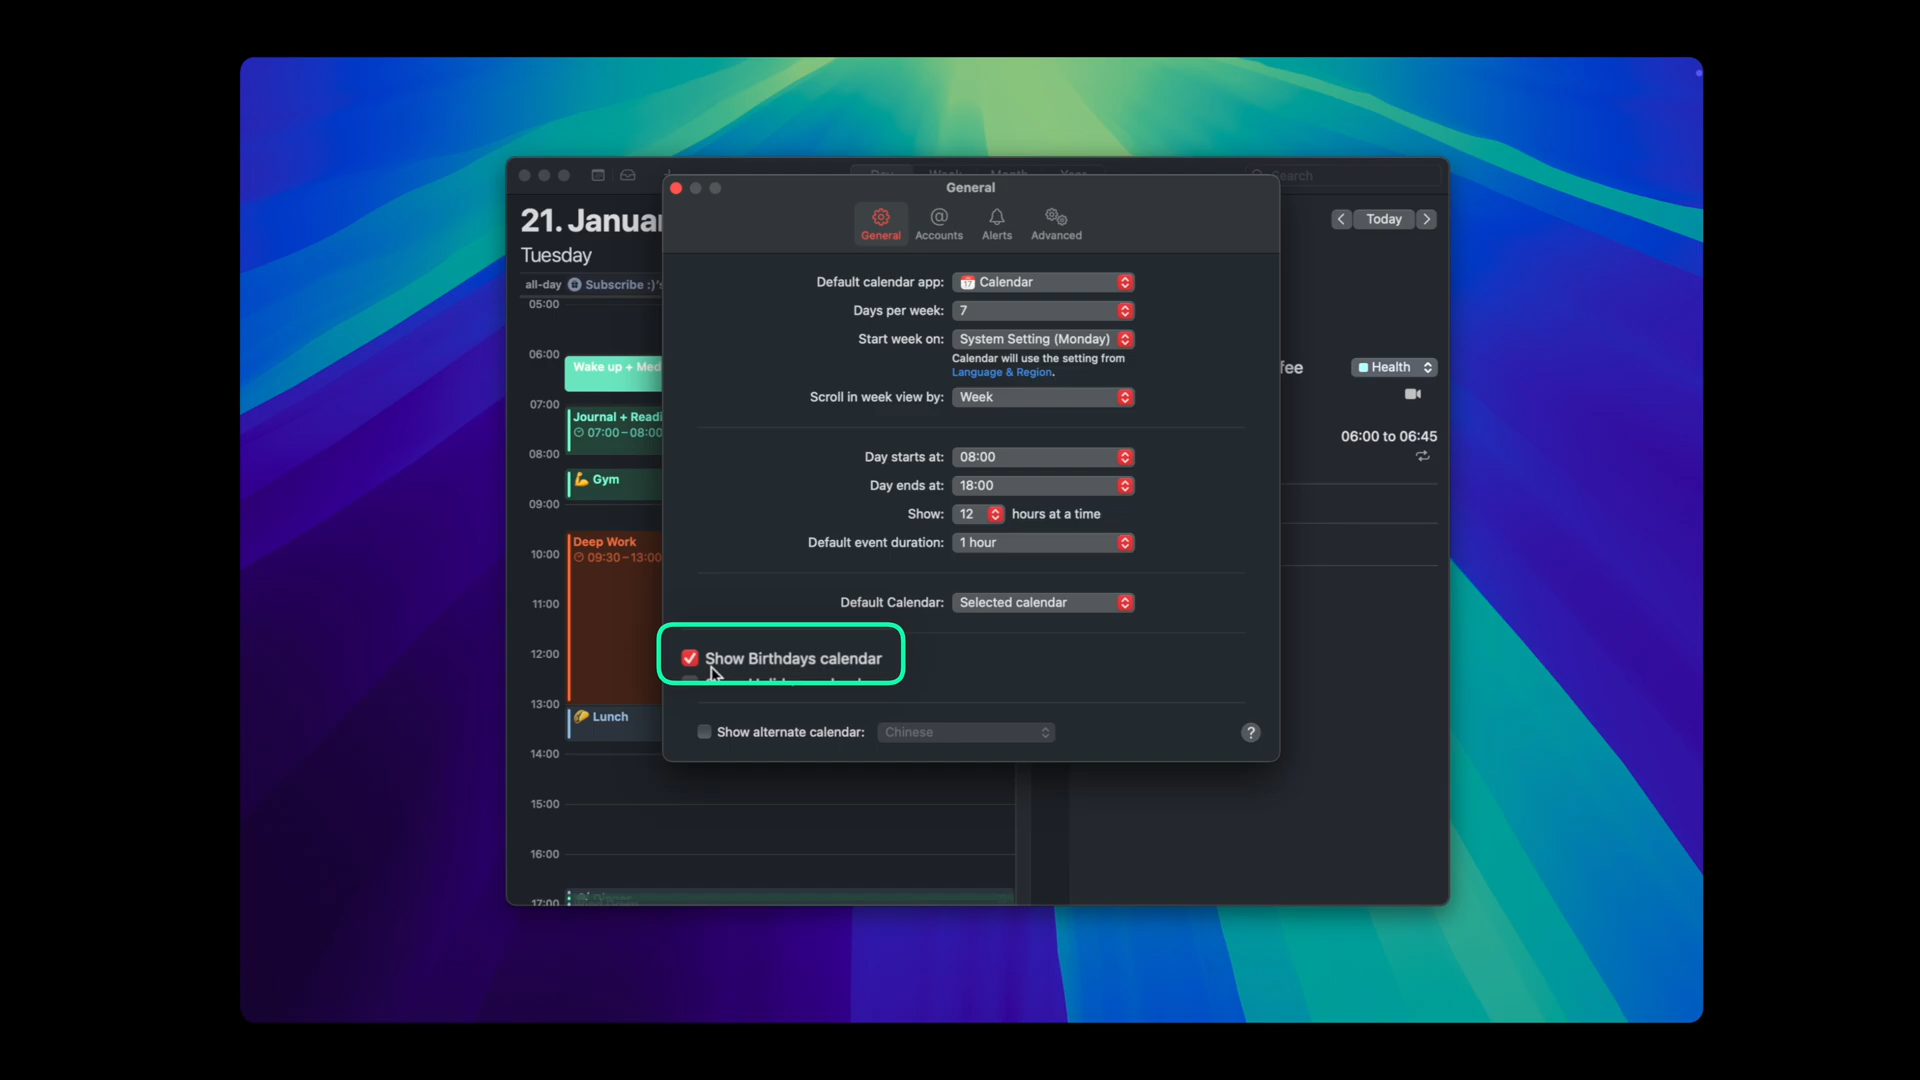 Day Week Month Year
Search
General
General Accounts Alerts Advanced
21. Januar
Tuesday
Today
all-day Subscribe :)'s
05:00
06:00
Wake up + Med
07:00
Journal + Readi
07:00–08:00
08:00
Gym
09:00
Deep Work
09:30–13:00
10:00
11:00
12:00
13:00
Lunch
14:00
15:00
16:00
17:00
Default calendar app: 17 Calendar
Days per week: 7
Start week on: System Setting (Monday)
Calendar will use the setting from
Language & Region.
Scroll in week view by: Week
Day starts at: 08:00
Day ends at: 18:00
Show: 12 hours at a time
Default event duration: 1 hour
Default Calendar: Selected calendar
Show Birthdays calendar
Show alternate calendar: Chinese
?
fee
Health
06:00 to 06:45